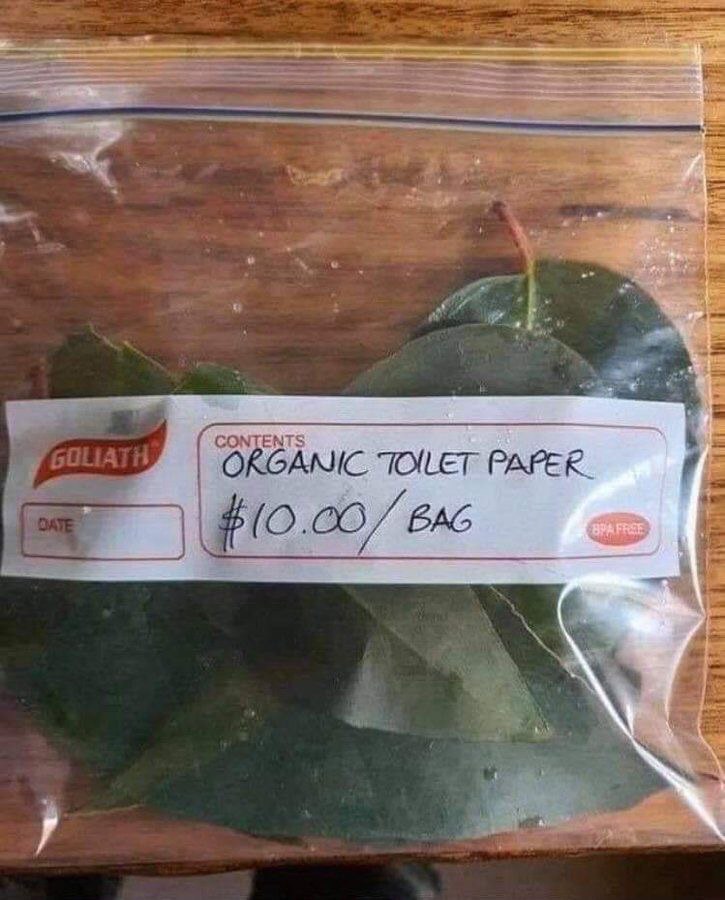 GOLIATH
CONTENTS
ORGANIC TOILET PAPER
$10.00/BAG
DATE
BPA FREE